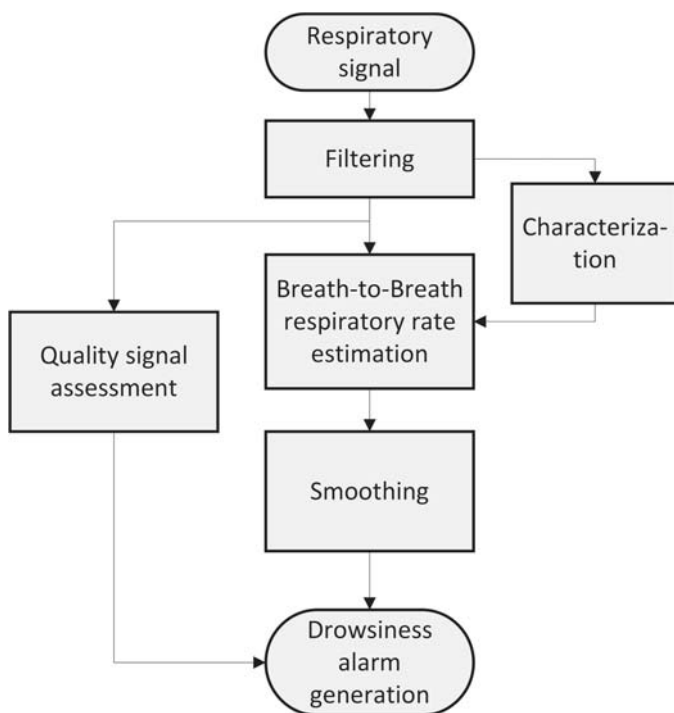 Respiratory
signal
Filtering
Characteriza-
tion
Breath-to-Breath
respiratory rate
estimation
Quality signal
assessment
Smoothing
Drowsiness
alarm
generation